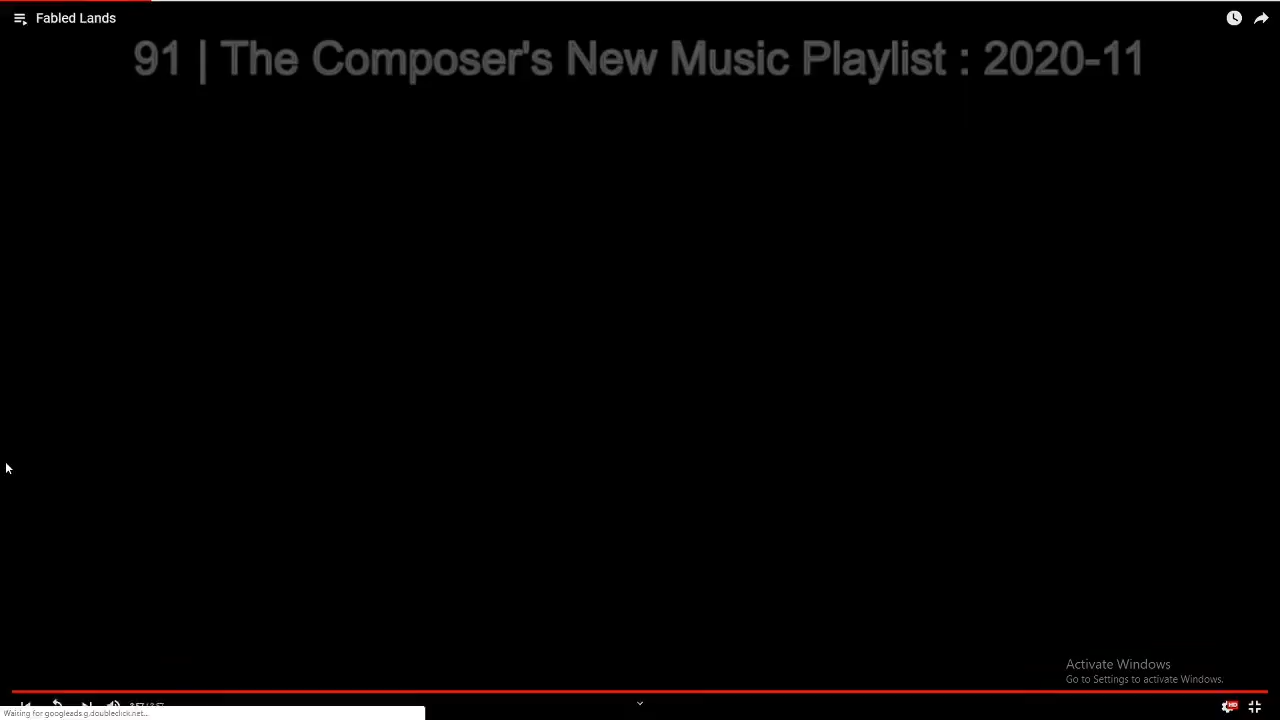 Fabled Lands
91 | The Composer's New Music Playlist : 2020-11
Activate Windows
Go to Settings to activate Windows.
HD
Waiting for googleads.g.doubleclick.net...